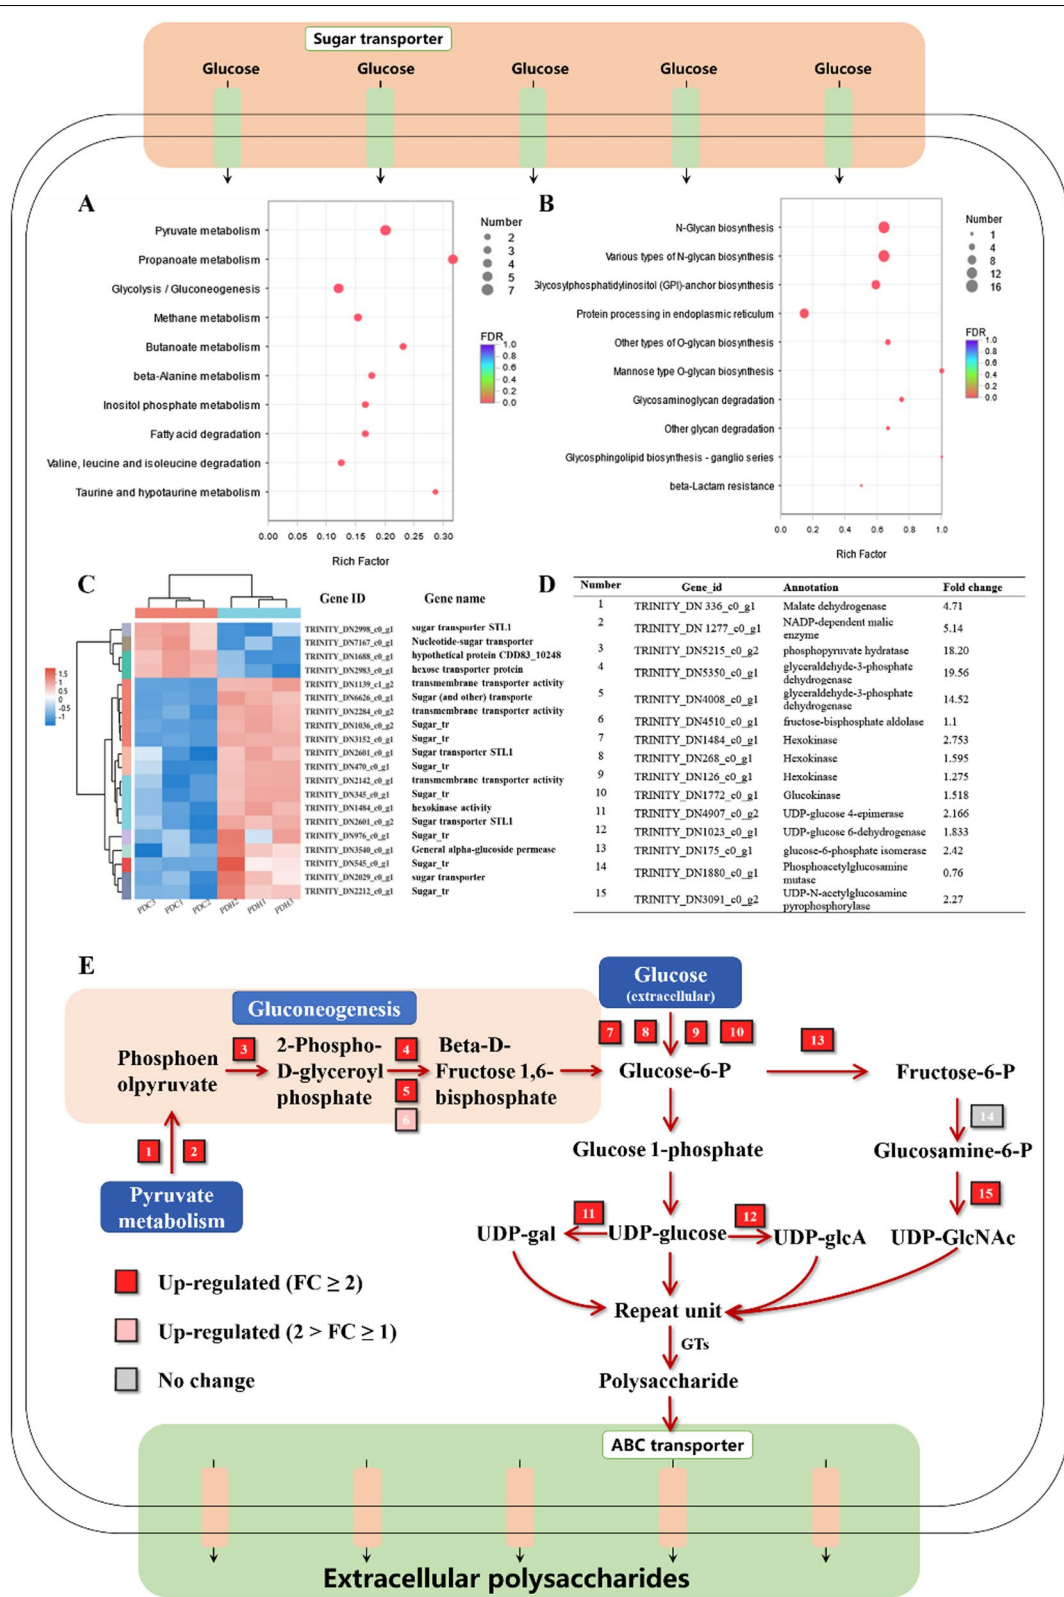 Sugar transporter
Glucose Glucose Glucose Glucose Glucose
A
Pyruvate metabolism
Propanoate metabolism
Glycolysis / Gluconeogenesis
Methane metabolism
Butanoate metabolism
beta-Alanine metabolism
Inositol phosphate metabolism
Fatty acid degradation
Valine, leucine and isoleucine degradation
Taurine and hypotaurine metabolism
0.00 0.05 0.10 0.15 0.20 0.25 0.30
Rich Factor
Number
2
3
4
5
7
FDR
1.0
0.8
0.6
0.4
0.2
0.0
B
N-Glycan biosynthesis
Various types of N-glycan biosynthesis
Glycosylphosphatidylinositol (GPI)-anchor biosynthesis
Protein processing in endoplasmic reticulum
Other types of O-glycan biosynthesis
Mannose type O-glycan biosynthesis
Glycosaminoglycan degradation
Other glycan degradation
Glycosphingolipid biosynthesis - ganglio series
beta-Lactam resistance
0.0 0.2 0.4 0.6 0.8 1.0
Rich Factor
Number
1
4
8
12
16
FDR
1.0
0.8
0.6
0.4
0.2
0.0
C
Gene ID Gene name
TRINITY_DN2998_c0_g1 sugar transporter STL1
TRINITY_DN7167_c0_g1 Nucleotide-sugar transporter
TRINITY_DN1688_c0_g1 hypothetical protein CDD83_10248
TRINITY_DN2983_c0_g1 hexose transporter protein
TRINITY_DN1139_c1_g2 transmembrane transporter activity
TRINITY_DN6626_c0_g1 Sugar (and other) transporte
TRINITY_DN2284_c0_g2 transmembrane transporter activity
TRINITY_DN1036_c0_g2 Sugar_tr
TRINITY_DN3152_c0_g1 Sugar_tr
TRINITY_DN2601_c0_g1 Sugar transporter STL1
TRINITY_DN470_c0_g1 Sugar_tr
TRINITY_DN2142_c0_g1 transmembrane transporter activity
TRINITY_DN345_c0_g1 Sugar_tr
TRINITY_DN1484_c0_g1 hexokinase activity
TRINITY_DN2601_c0_g2 Sugar transporter STL1
TRINITY_DN976_c0_g1 Sugar_tr
TRINITY_DN3540_c0_g1 General alpha-glucoside permease
TRINITY_DN545_c0_g1 Sugar_tr
TRINITY_DN2029_c0_g1 sugar transporter
TRINITY_DN2212_c0_g1 Sugar_tr
1.5
1
0.5
0
-0.5
-1
PDC3 PDC1 PDC2 PDH2 PDH1 PDH3
D
Number Gene_id Annotation Fold change
1 TRINITY_DN 336_c0_g1 Malate dehydrogenase 4.71
2 TRINITY_DN 1277_c0_g1 NADP-dependent malic
enzyme 5.14
3 TRINITY_DN5215_c0_g2 phosphopyruvate hydratase 18.20
4 TRINITY_DN5350_c0_g1 glyceraldehyde-3-phosphate
dehydrogenase 19.56
5 TRINITY_DN4008_c0_g1 glyceraldehyde-3-phosphate
dehydrogenase 14.52
6 TRINITY_DN4510_c0_g1 fructose-bisphosphate aldolase 1.1
7 TRINITY_DN1484_c0_g1 Hexokinase 2.753
8 TRINITY_DN268_c0_g1 Hexokinase 1.595
9 TRINITY_DN126_c0_g1 Hexokinase 1.275
10 TRINITY_DN1772_c0_g1 Glucokinase 1.518
11 TRINITY_DN4907_c0_g2 UDP-glucose 4-epimerase 2.166
12 TRINITY_DN1023_c0_g1 UDP-glucose 6-dehydrogenase 1.833
13 TRINITY_DN175_c0_g1 glucose-6-phosphate isomerase 2.42
14 TRINITY_DN1880_c0_g1 Phosphoacetylglucosamine
mutase 0.76
15 TRINITY_DN3091_c0_g2 UDP-N-acetylglucosamine
pyrophosphorylase 2.27
E
Gluconeogenesis
Glucose
(extracellular)
7 8 9 10
13
Phosphoen
olpyruvate
3
2-Phospho-
D-glyceroyl
phosphate
4
5
6
Beta-D-
Fructose 1,6-
bisphosphate
Glucose-6-P
Fructose-6-P
14
1 2
Pyruvate
metabolism
Glucose 1-phosphate
Glucosamine-6-P
15
UDP-gal
11
UDP-glucose
12
UDP-glcA
UDP-GlcNAc
Repeat unit
GTs
Polysaccharide
Up-regulated (FC ≥ 2)
Up-regulated (2 > FC ≥ 1)
No change
ABC transporter
Extracellular polysaccharides